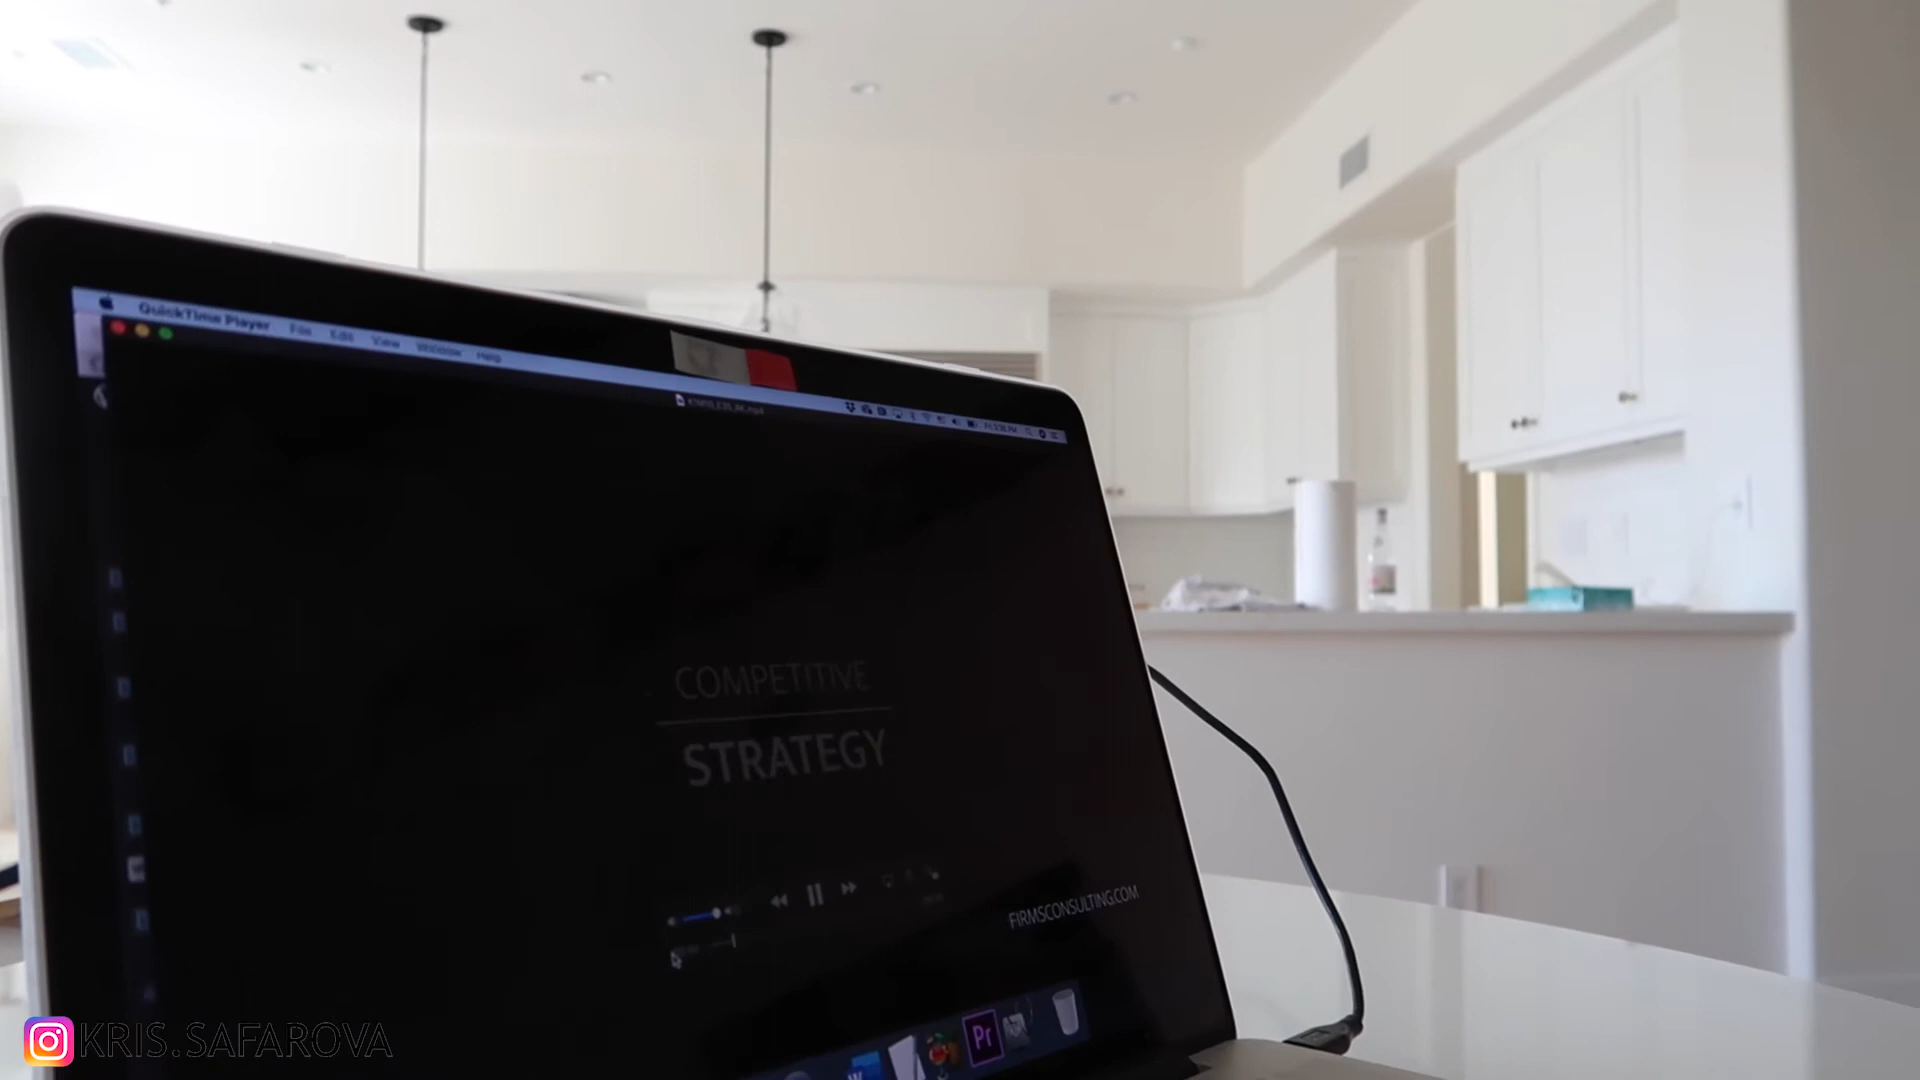 QuickTime Player File Edit View Window Help
COMPETITIVE
STRATEGY
FIRMSCONSULTING.COM
Pr
W
KRIS.SAFAROVA